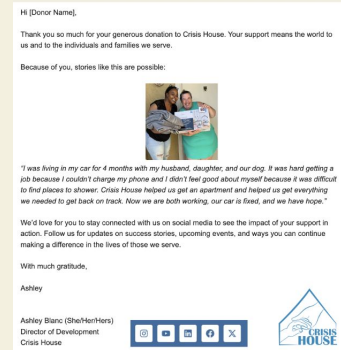 Hi [Donor Name],
Thank you so much for your generous donation to Crisis House. Your support means the world to
us and to the individuals and families we serve.
Because of you, stories like this are possible:
"I was living in my car for 4 months with my husband, daughter, and our dog. It was hard getting a
job because I couldn't charge my phone and I didn't feel good about myself because it was difficult
to find places to shower. Crisis House helped us get an apartment and helped us get everything
we needed to get back on track. Now we are both working, our car is fixed, and we have hope."
We'd love for you to stay connected with us on social media to see the impact of your support in
action. Follow us for updates on success stories, upcoming events, and ways you can continue
making a difference in the lives of those we serve.
With much gratitude,
Ashley
Ashley Blanc (She/Her/Hers)
Director of Development
Crisis House
CRISIS
HOUSE